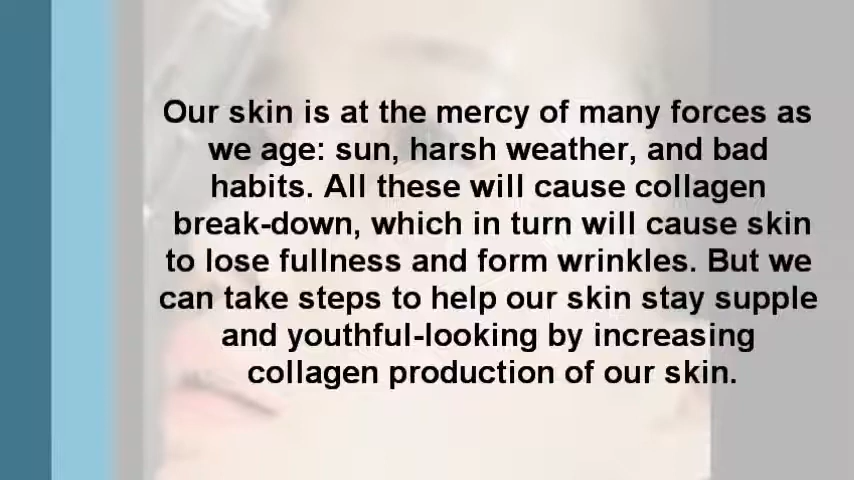 Our skin is at the mercy of many forces as
we age: sun, harsh weather, and bad
habits. All these will cause collagen
break-down, which in turn will cause skin
to lose fullness and form wrinkles. But we
can take steps to help our skin stay supple
and youthful-looking by increasing
collagen production of our skin.